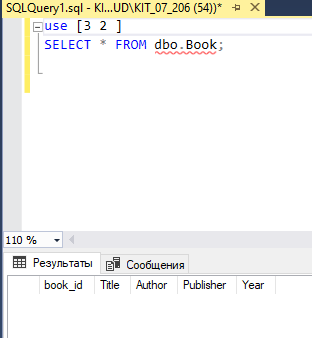 SQLQuery1.sql - KI...UD\KIT_07_206 (54))*
use [3 2 ]
SELECT * FROM dbo.Book;
110 %
Результаты Сообщения
book_id Title Author Publisher Year